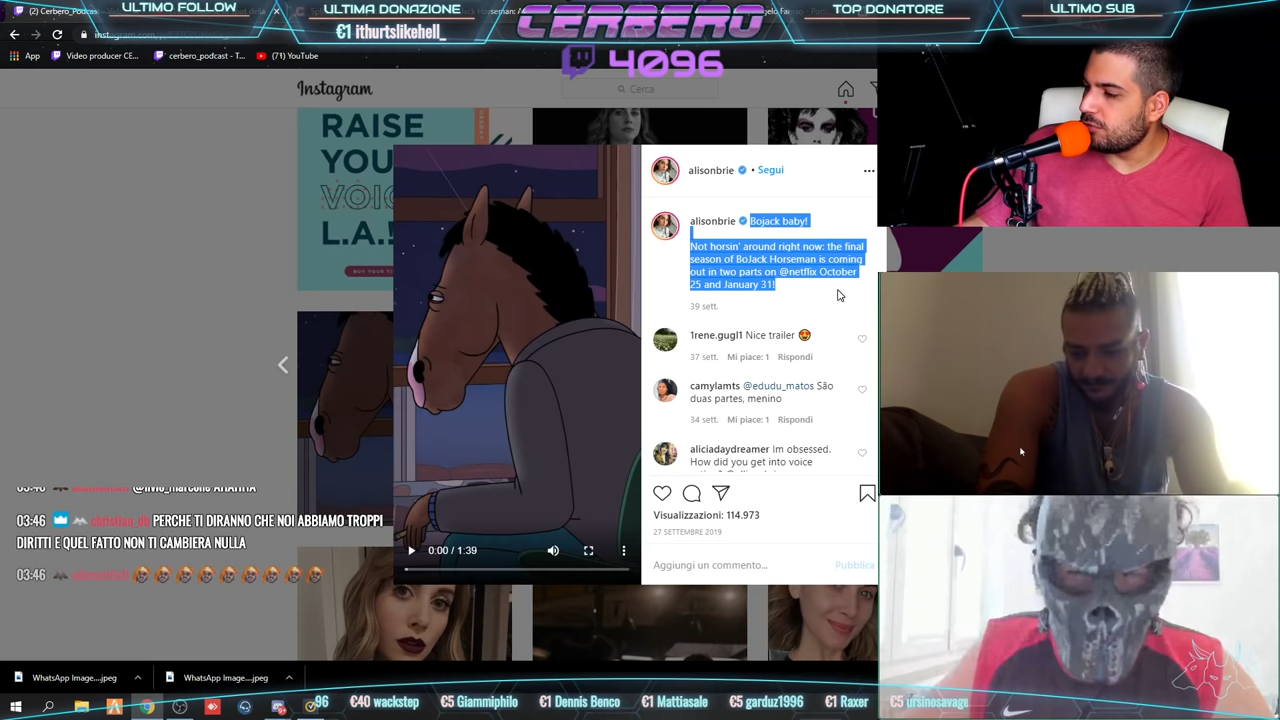 (2) Cerbero_Podcas
ULTIMO FOLLOW
ULTIMA DONAZIONE
€1 ithurtslikehell_
CERBERO
4096
TOP DONATORE
ULTIMO SUB
App
Video producer CE...
cerbero_podcast - T...
(71) YouTube
Instagram
Cerca
RAISE
YOU
VOIC
L.A.!
alisonbrie • Segui
alisonbrie Bojack baby!
Not horsin' around right now: the final
season of BoJack Horseman is coming
out in two parts on @netflix October
25 and January 31!
39 sett.
1rene.gugl1 Nice trailer 😍
37 sett. Mi piace: 1 Rispondi
camylamts @edudu_matos São
duas partes, menino
34 sett. Mi piace: 1 Rispondi
aliciadaydreamer Im obsessed.
How did you get into voice
Visualizzazioni: 114.973
27 SETTEMBRE 2019
Aggiungi un commento...
Pubblica
0:00 / 1:39
03:46
03:46 christian_dh PERCHE TI DIRANNO CHE NOI ABBIAMO TROPPI
DIRITTI E QUEL FATTO NON TI CAMBIERA NULLA
03:46
WhatsApp Image....jpeg
WhatsApp Image....jpeg
96 €40 wackstep €5 Giammiphilo €1 Dennis Benco €1 Mattiasale €5 garduz1996 €1 Raxer €5 ursinosavage